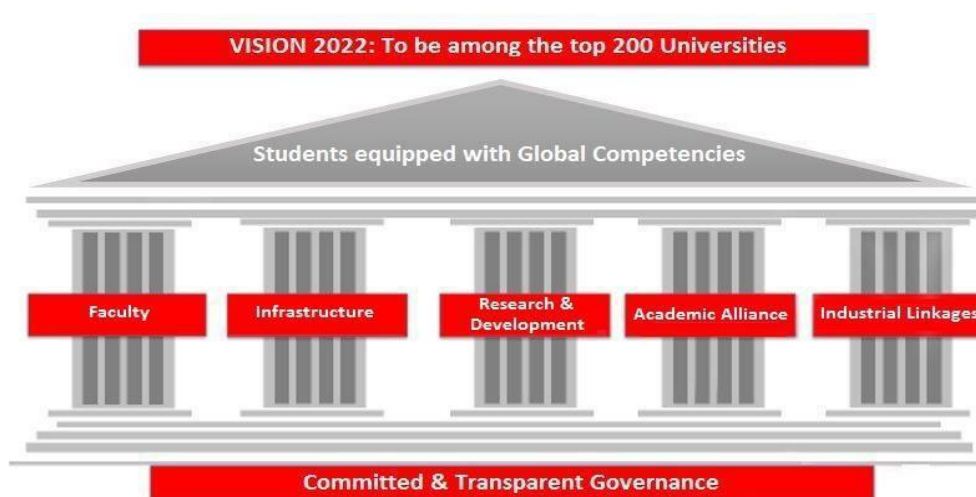 VISION 2022: To be among the top 200 Universities
Students equipped with Global Competencies
Faculty
Infrastructure
Research &
Development
Academic Alliance
Industrial Linkages
Committed & Transparent Governance